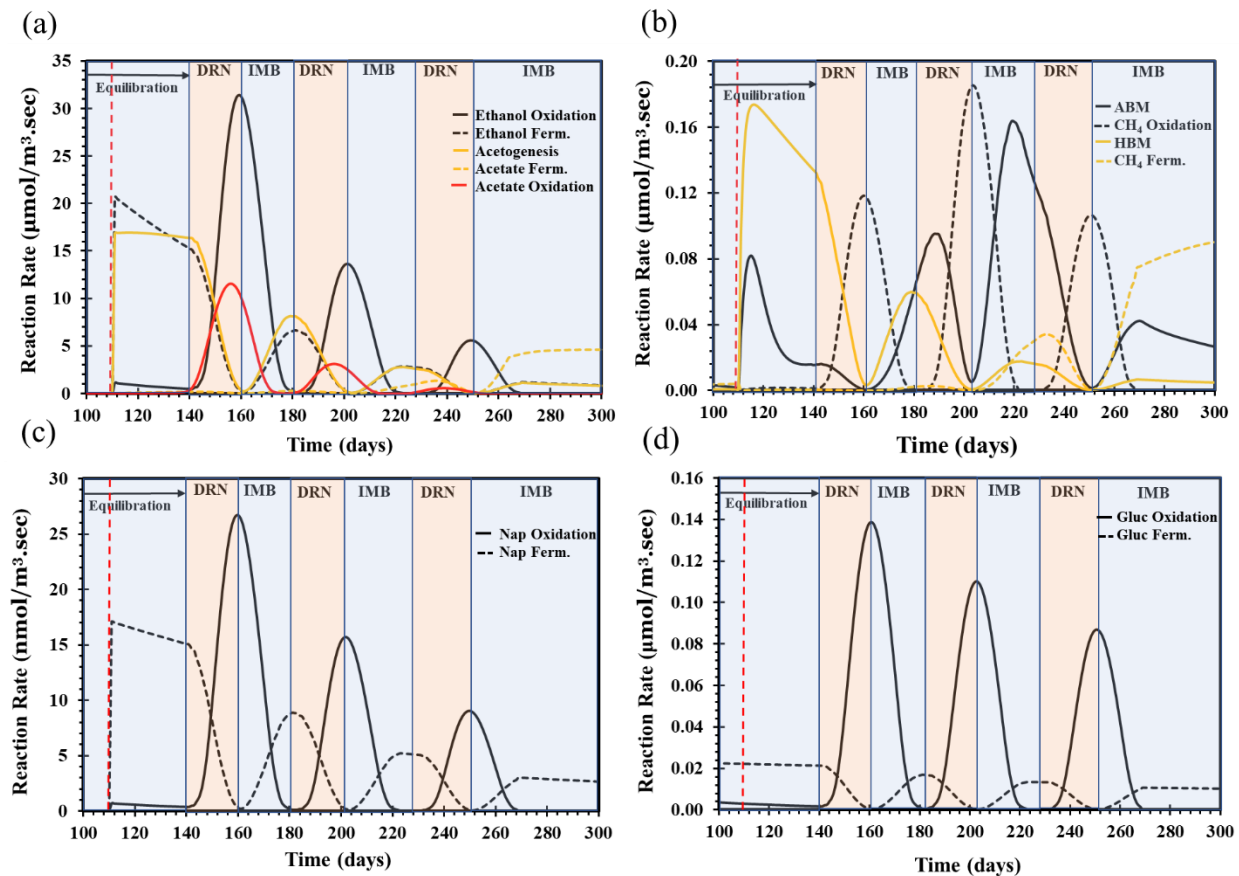 (a)
35
30
25
20
15
10
5
0
Reaction Rate (μmol/m³.sec)
DRN IMB DRN IMB DRN IMB
Equilibration
Ethanol Oxidation
Ethanol Ferm.
Acetogenesis
Acetate Ferm.
Acetate Oxidation
100 120 140 160 180 200 220 240 260 280 300
Time (days)
(b)
0.20
0.16
0.12
0.08
0.04
0.00
Reaction Rate (μmol/m³.sec)
DRN IMB DRN IMB DRN IMB
Equilibration
ABM
CH₄ Oxidation
HBM
CH₄ Ferm.
100 120 140 160 180 200 220 240 260 280 300
Time (days)
(c)
30
25
20
15
10
5
0
Reaction Rate (nmol/m³.sec)
DRN IMB DRN IMB DRN IMB
Equilibration
Nap Oxidation
Nap Ferm.
100 120 140 160 180 200 220 240 260 280 300
Time (days)
(d)
0.16
0.14
0.12
0.10
0.08
0.06
0.04
0.02
0.00
Reaction Rate (μmol/m³.sec)
DRN IMB DRN IMB DRN IMB
Equilibration
Gluc Oxidation
Gluc Ferm.
100 120 140 160 180 200 220 240 260 280 300
Time (days)